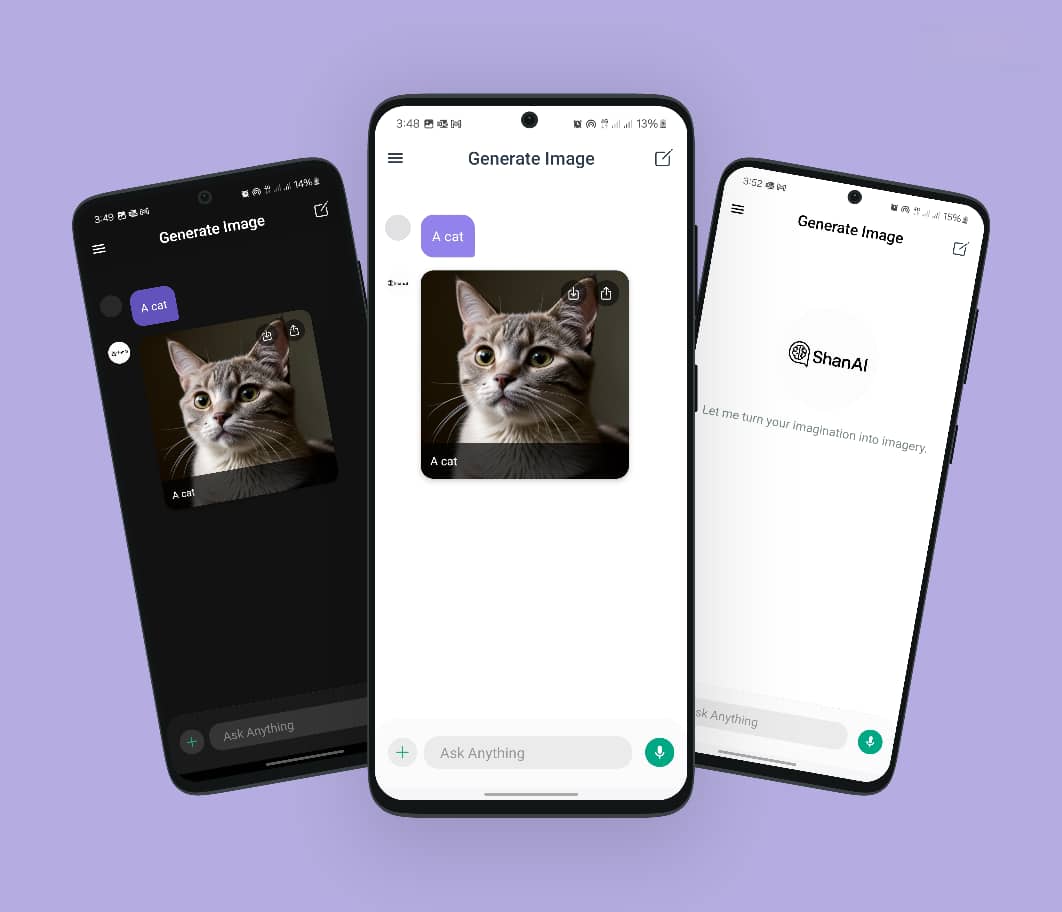 3:49
14%
Generate Image
A cat
A cat
Ask Anything
3:48
13%
Generate Image
A cat
A cat
Ask Anything
3:52
15%
Generate Image
ShanAI
Let me turn your imagination into imagery.
sk Anything